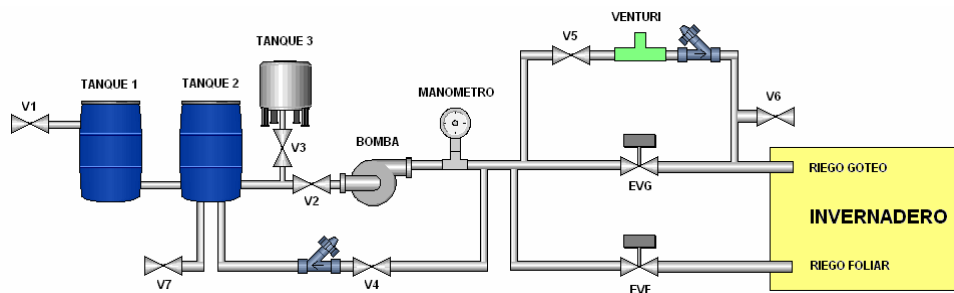 VENTURI
V5
TANQUE 3
TANQUE 1
TANQUE 2
MANOMETRO
V1
V6
V3
BOMBA
RIEGO GOTEO
EVG
V2
INVERNADERO
RIEGO FOLIAR
V7
V4
EVF